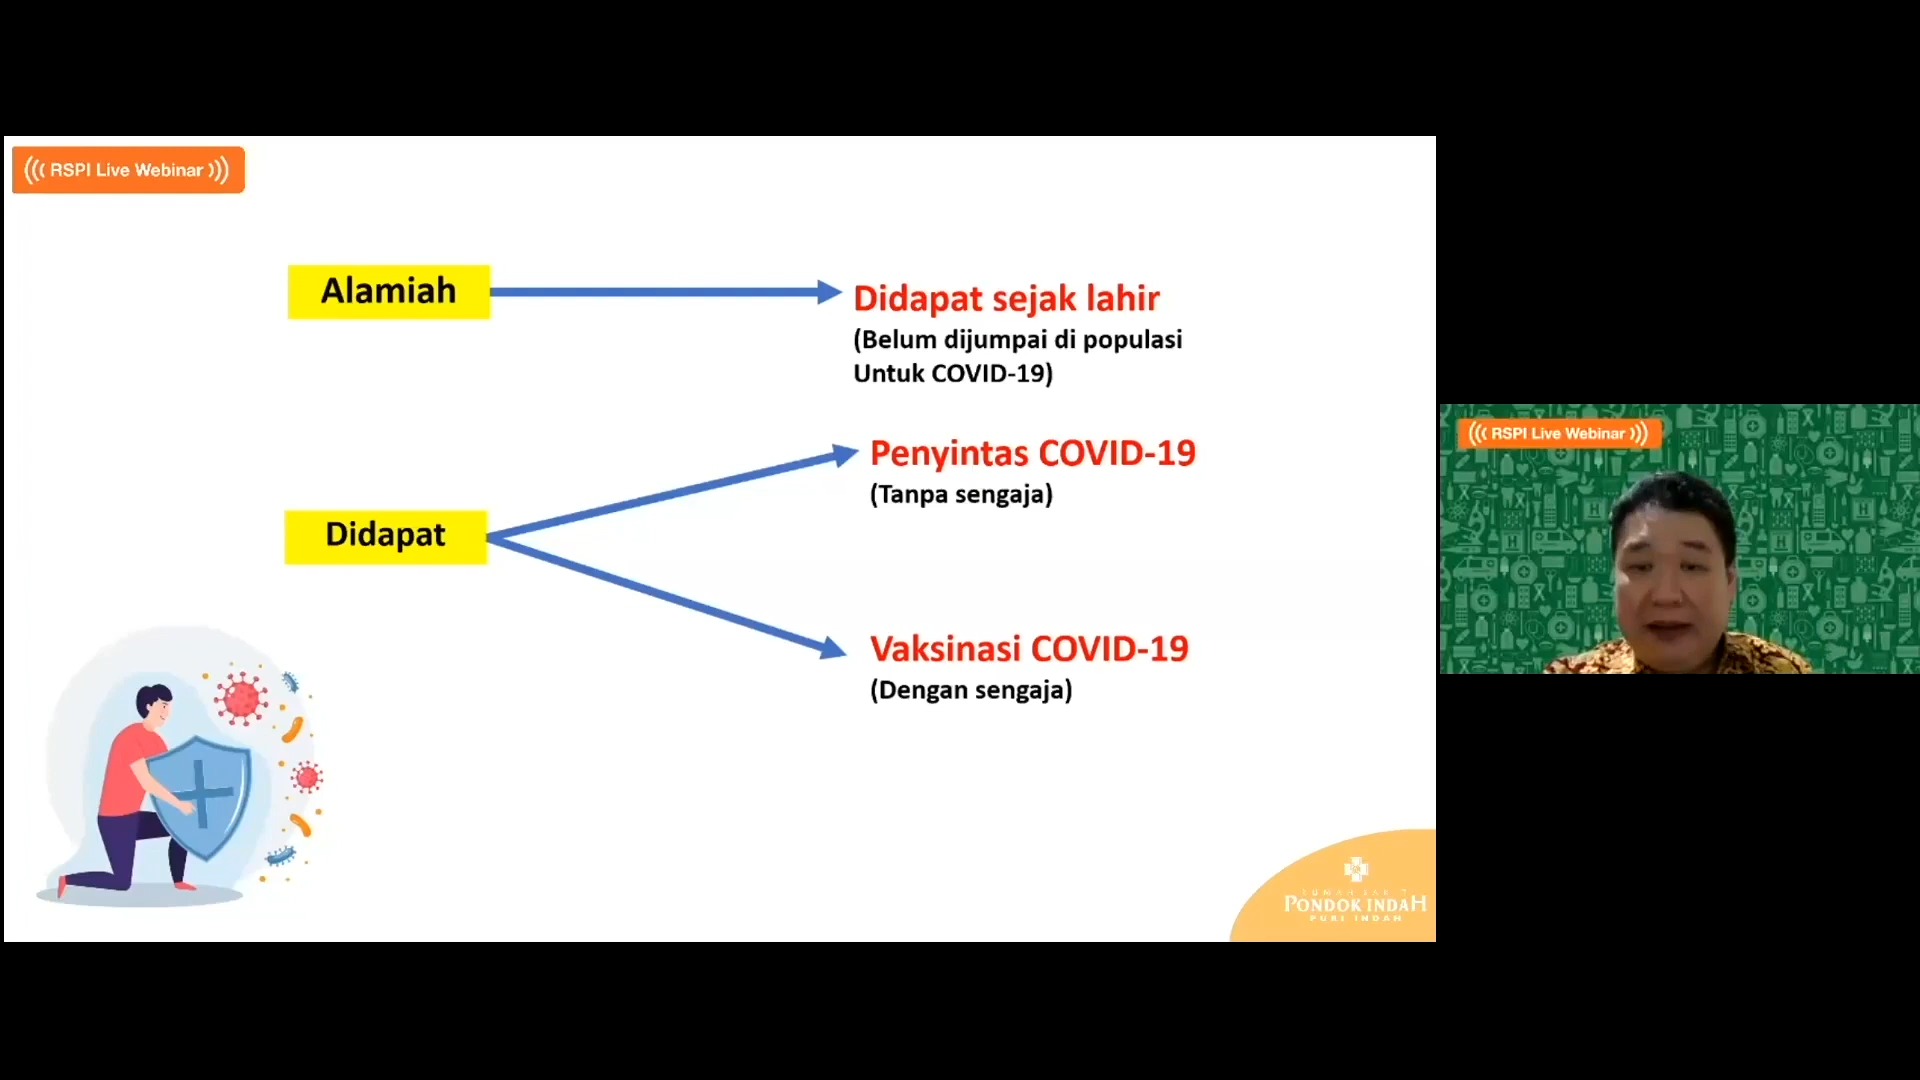 ((( RSPI Live Webinar )))
Alamiah
Didapat sejak lahir
(Belum dijumpai di populasi
Untuk COVID-19)
Penyintas COVID-19
(Tanpa sengaja)
Didapat
Vaksinasi COVID-19
(Dengan sengaja)
PONDOK INDAH
PURI INDAH
((( RSPI Live Webinar )))